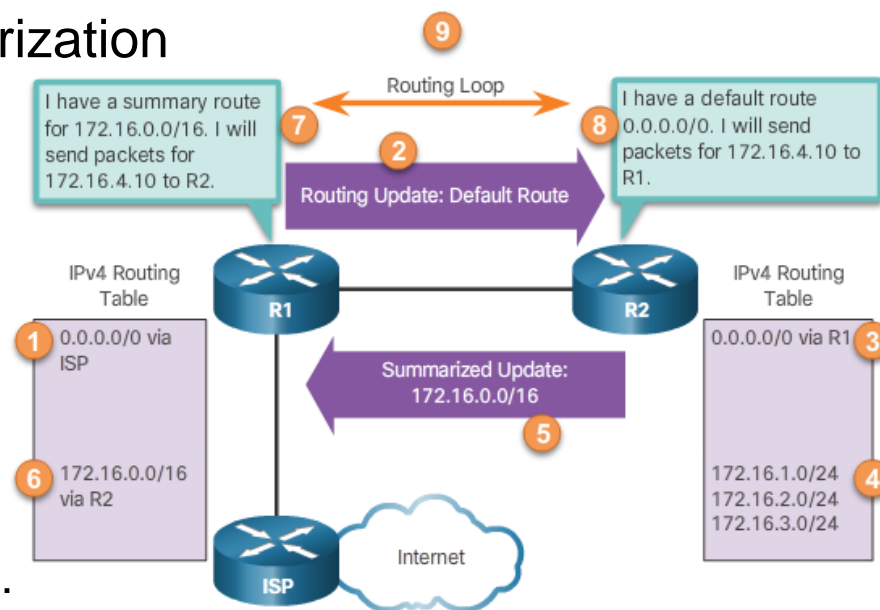 rization
9
Routing Loop
I have a summary route
for 172.16.0.0/16. I will
send packets for
172.16.4.10 to R2.
7
2
8
I have a default route
0.0.0.0/0. I will send
packets for 172.16.4.10 to
R1.
Routing Update: Default Route
IPv4 Routing
Table
R1
R2
IPv4 Routing
Table
1
0.0.0.0/0 via
ISP
Summarized Update:
172.16.0.0/16
5
0.0.0.0/0 via R1
3
6
172.16.0.0/16
via R2
172.16.1.0/24
172.16.2.0/24
172.16.3.0/24
4
ISP
Internet
.